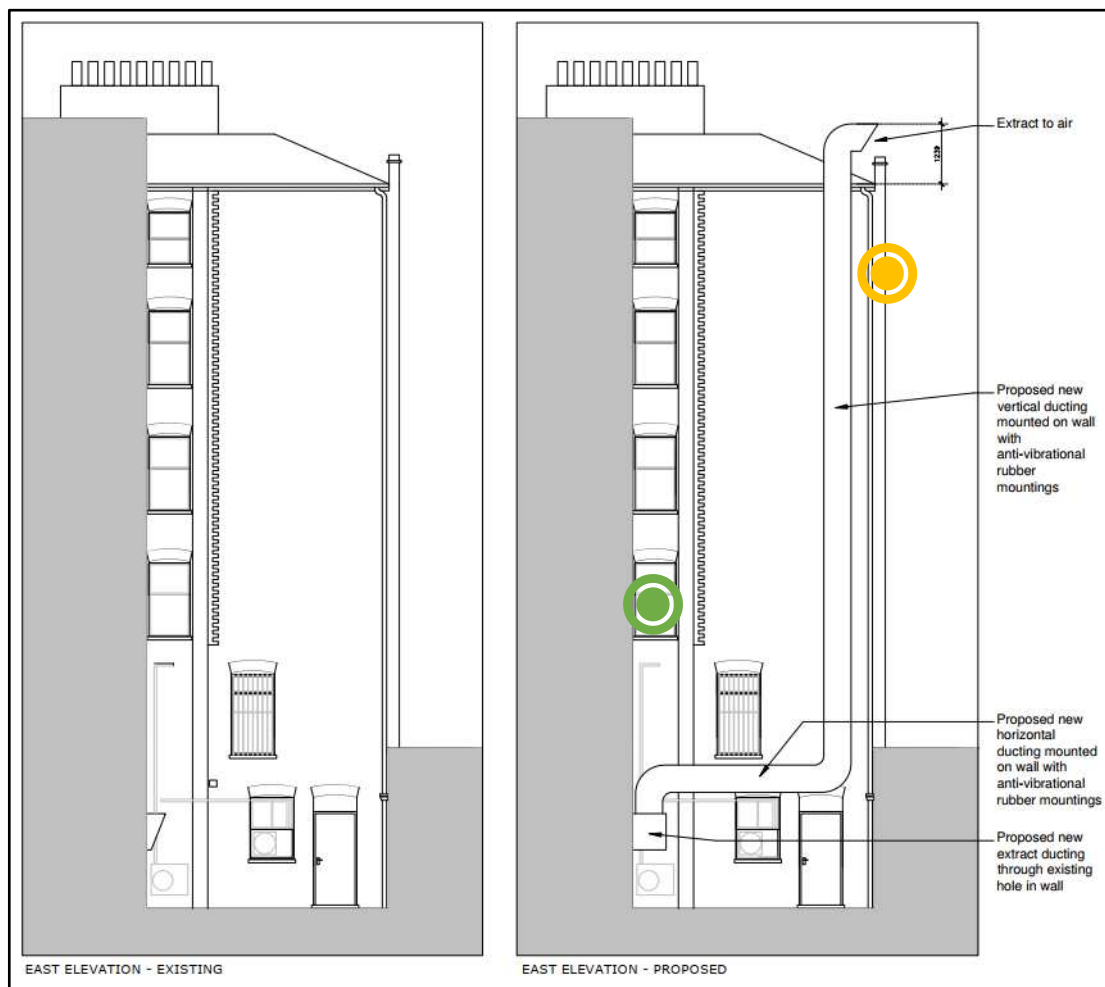 Extract to air
1239
Proposed new
vertical ducting
mounted on wall
with
anti-vibrational
rubber
mountings
Proposed new
horizontal
ducting mounted
on wall with
anti-vibrational
rubber mountings
Proposed new
extract ducting
through existing
hole in wall
EAST ELEVATION - EXISTING
EAST ELEVATION - PROPOSED